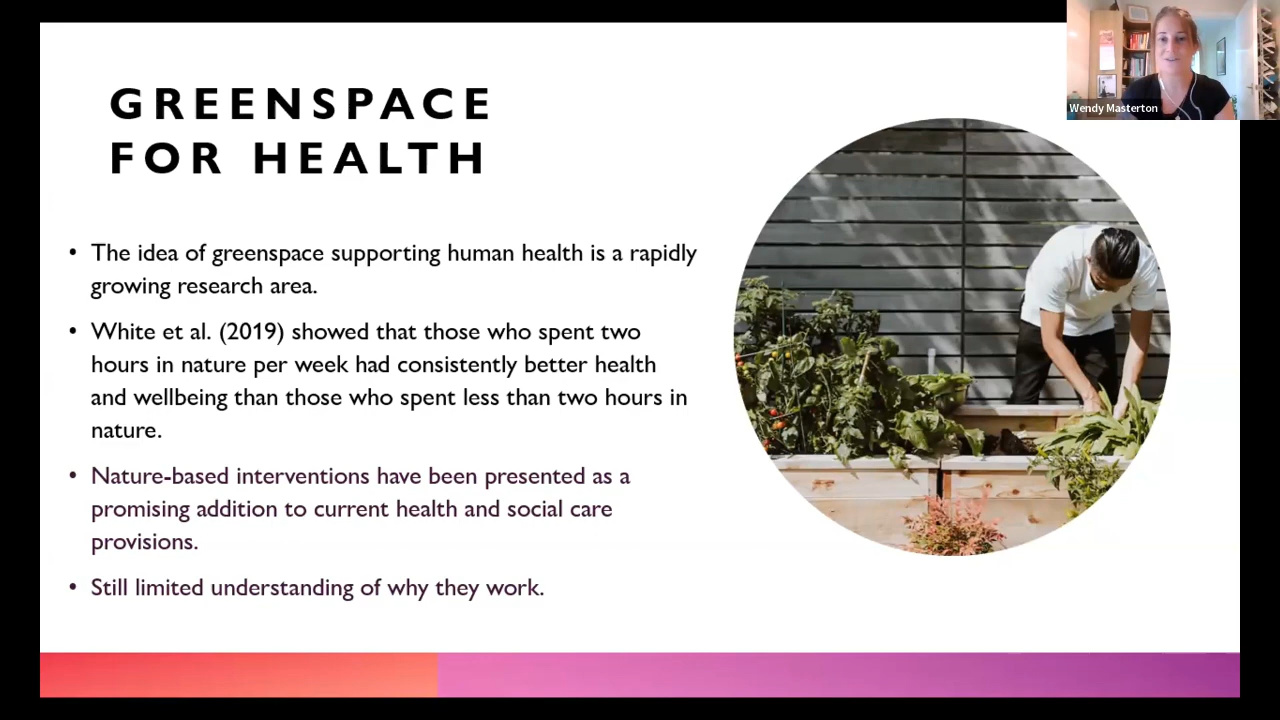 GREENSPACE
FOR HEALTH
Wendy Masterton
• The idea of greenspace supporting human health is a rapidly
growing research area.
• White et al. (2019) showed that those who spent two
hours in nature per week had consistently better health
and wellbeing than those who spent less than two hours in
nature.
• Nature-based interventions have been presented as a
promising addition to current health and social care
provisions.
• Still limited understanding of why they work.